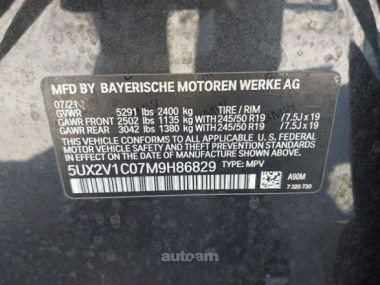 MFD BY BAYERISCHE MOTOREN WERKE AG
07/21
GVWR 5291 lbs 2400 kg TIRE / RIM
GAWR FRONT 2502 lbs 1135 kg WITH 245/50 R19 /7.5J x 19
GAWR REAR 3042 lbs 1380 kg WITH 245/50 R19 /7.5J x 19
THIS VEHICLE CONFORMS TO ALL APPLICABLE U. S. FEDERAL
MOTOR VEHICLE SAFETY, BUMPER, AND THEFT PREVENTION
STANDARDS IN EFFECT ON THE DATE OF MANUFACTURE
SHOWN ABOVE.
5UX2V1C07M9H86829 TYPE: MPV A90M
7 320 730
autoam